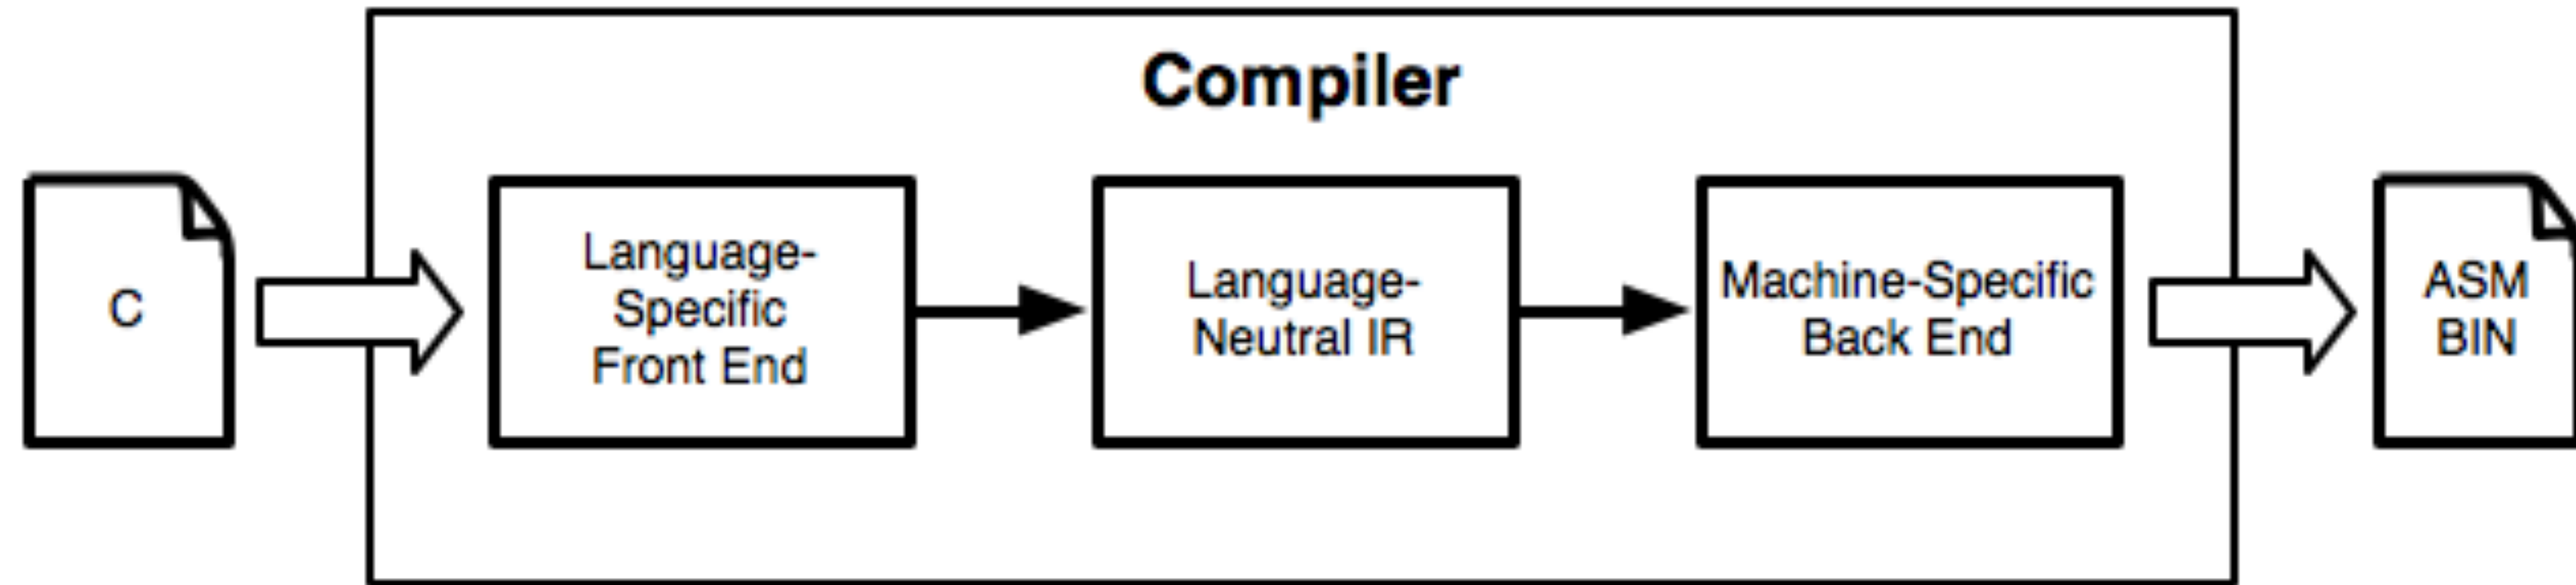 Compiler
C
Language-
Specific
Front End
Language-
Neutral IR
Machine-Specific
Back End
ASM
BIN